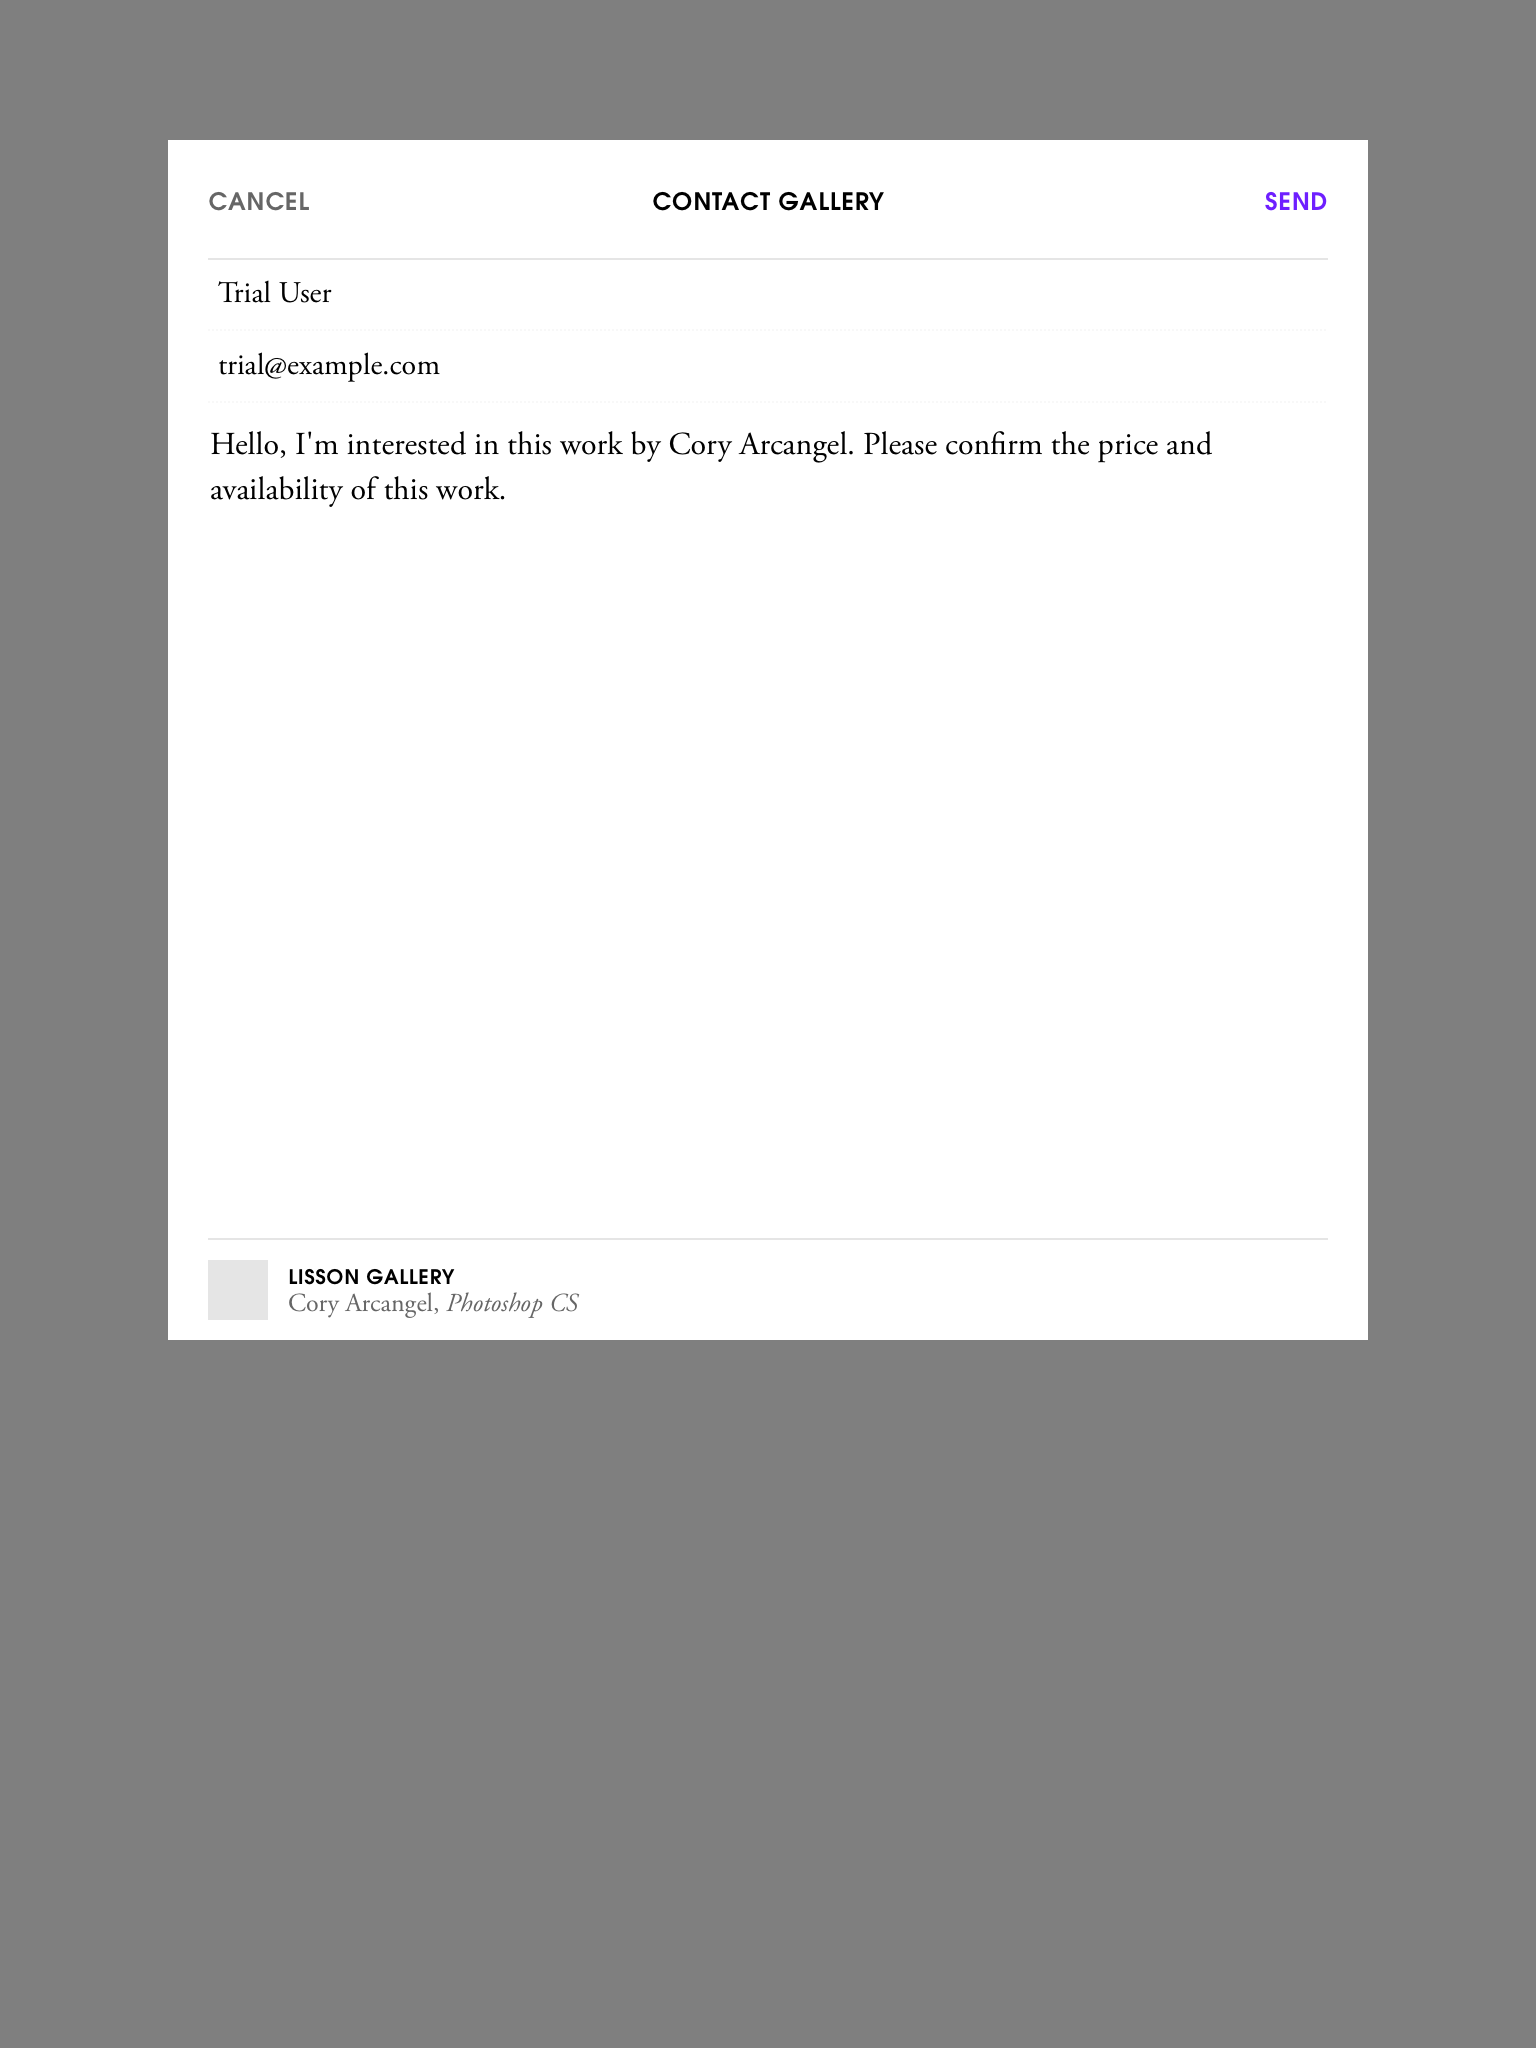 CANCEL
CONTACT GALLERY
SEND
Trial User
trial@example.com
Hello, I'm interested in this work by Cory Arcangel. Please confirm the price and
availability of this work.
LISSON GALLERY
Cory Arcangel, Photoshop CS